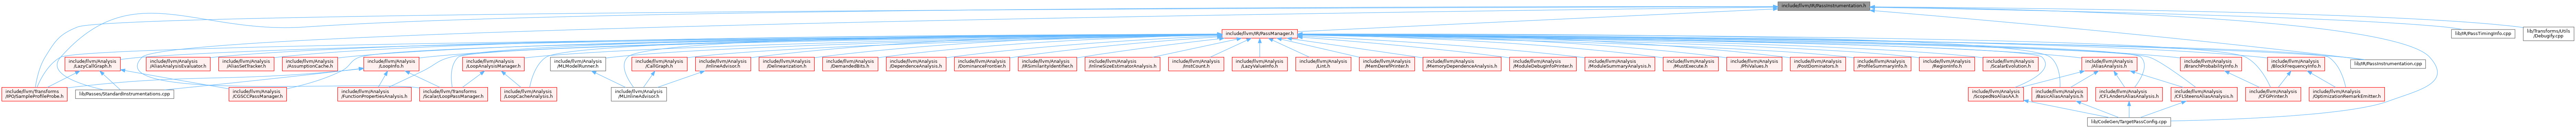 include/llvm/IR/PassInstrumentation.h
include/llvm/IR/PassManager.h
lib/IR/PassTimingInfo.cpp
lib/Transforms/Utils
/Debugify.cpp
include/llvm/Analysis
/LazyCallGraph.h
include/llvm/Analysis
/AliasAnalysisEvaluator.h
include/llvm/Analysis
/AliasSetTracker.h
include/llvm/Analysis
/AssumptionCache.h
include/llvm/Analysis
/LoopInfo.h
include/llvm/Analysis
/LoopAnalysisManager.h
include/llvm/Analysis
/MLModelRunner.h
include/llvm/Analysis
/CallGraph.h
include/llvm/Analysis
/InlineAdvisor.h
include/llvm/Analysis
/Delinearization.h
include/llvm/Analysis
/DemandedBits.h
include/llvm/Analysis
/DependenceAnalysis.h
include/llvm/Analysis
/DominanceFrontier.h
include/llvm/Analysis
/IRSimilarityIdentifier.h
include/llvm/Analysis
/InlineSizeEstimatorAnalysis.h
include/llvm/Analysis
/InstCount.h
include/llvm/Analysis
/LazyValueInfo.h
include/llvm/Analysis
/Lint.h
include/llvm/Analysis
/MemDerefPrinter.h
include/llvm/Analysis
/MemoryDependenceAnalysis.h
include/llvm/Analysis
/ModuleDebugInfoPrinter.h
include/llvm/Analysis
/ModuleSummaryAnalysis.h
include/llvm/Analysis
/MustExecute.h
include/llvm/Analysis
/PhiValues.h
include/llvm/Analysis
/PostDominators.h
include/llvm/Analysis
/ProfileSummaryInfo.h
include/llvm/Analysis
/RegionInfo.h
include/llvm/Analysis
/ScalarEvolution.h
include/llvm/Analysis
/AliasAnalysis.h
include/llvm/Analysis
/BranchProbabilityInfo.h
include/llvm/Analysis
/BlockFrequencyInfo.h
lib/IR/PassInstrumentation.cpp
include/llvm/Transforms
/IPO/SampleProfileProbe.h
lib/Passes/StandardInstrumentations.cpp
include/llvm/Analysis
/CGSCCPassManager.h
include/llvm/Analysis
/FunctionPropertiesAnalysis.h
include/llvm/Transforms
/Scalar/LoopPassManager.h
include/llvm/Analysis
/LoopCacheAnalysis.h
include/llvm/Analysis
/MLInlineAdvisor.h
include/llvm/Analysis
/ScopedNoAliasAA.h
include/llvm/Analysis
/BasicAliasAnalysis.h
include/llvm/Analysis
/CFLAndersAliasAnalysis.h
include/llvm/Analysis
/CFLSteensAliasAnalysis.h
include/llvm/Analysis
/CFGPrinter.h
include/llvm/Analysis
/OptimizationRemarkEmitter.h
lib/CodeGen/TargetPassConfig.cpp